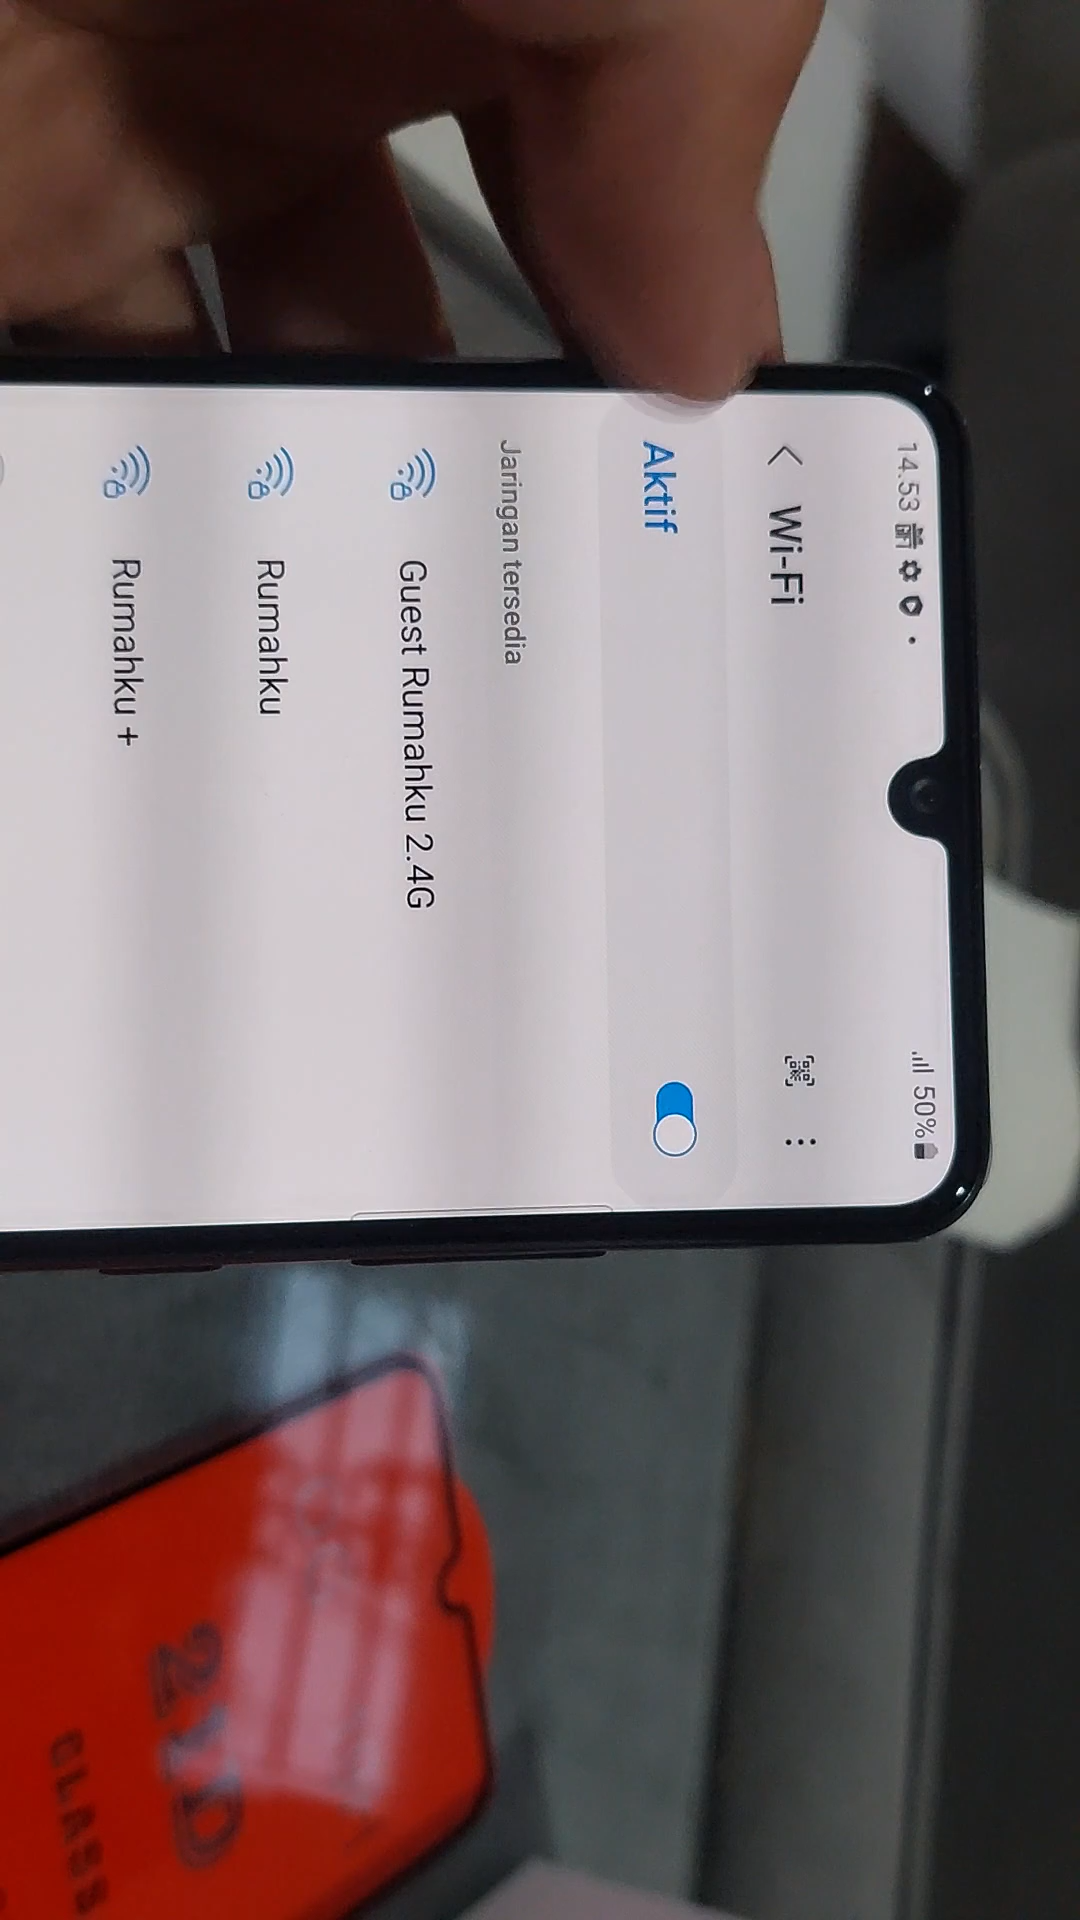 14.53
50%
Wi-Fi
Aktif
Jaringan tersedia
Guest Rumahku 2.4G
Rumahku
Rumahku +
21D
GLASS